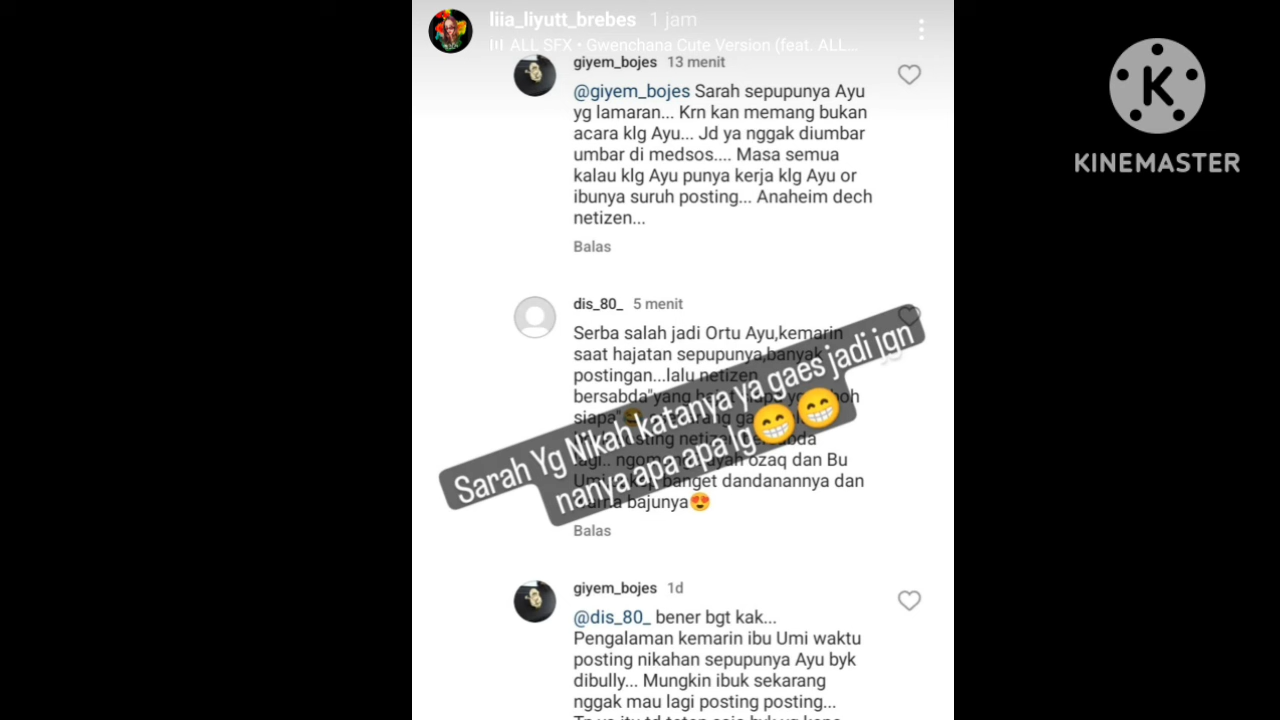 liia_liyutt_brebes 1 jam
ALL SFX • Gwenchana Cute Version (feat. ALL...
giyem_bojes 13 menit
@giyem_bojes Sarah sepupunya Ayu
yg lamaran... Krn kan memang bukan
acara klg Ayu... Jd ya nggak diumbar
umbar di medsos.... Masa semua
kalau klg Ayu punya kerja klg Ayu or
ibunya suruh posting... Anaheim dech
netizen...
Balas
dis_80_ 5 menit
Serba salah jadi Ortu Ayu,kemarin
saat hajatan sepupunya,banyak
postingan...lalu netizen
bersabda"yang
siapa"
posting netizen
lagi.. ayah ozaq dan Bu
Umi banget dandanannya dan
warna bajunya😍
Balas
Sarah Yg Nikah katanya ya gaes jadi jgn
nanya apa apa lg😁😁
giyem_bojes 1d
@dis_80_ bener bgt kak...
Pengalaman kemarin ibu Umi waktu
posting nikahan sepupunya Ayu byk
dibully... Mungkin ibuk sekarang
nggak mau lagi posting posting...
K
KINEMASTER